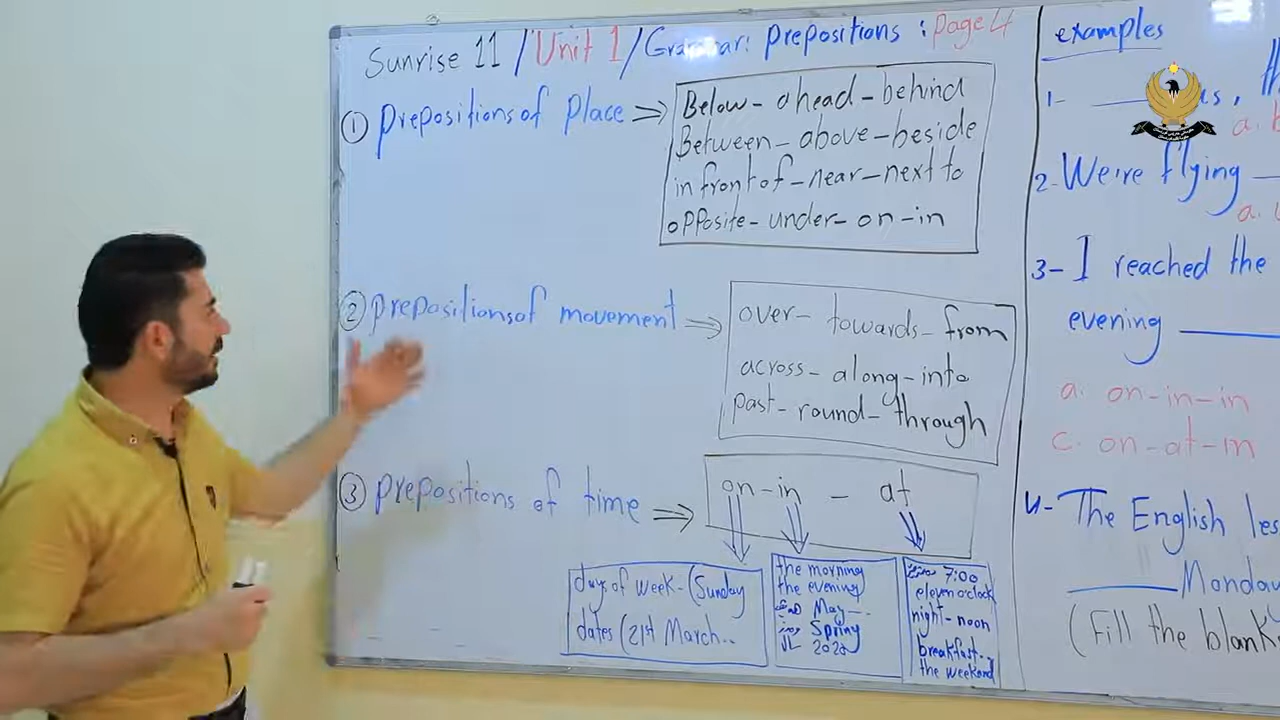 Sunrise 11 / Unit 1 / Grammar: prepositions : page 4
① prepositions of place ⇒
Below - ahead - behind
Between - above - beside
in front of - near - next to
opposite - under - on - in
② prepositions of movement ⇒
over - towards - from
across - along - into
past - round - through
③ prepositions of time ⇒
on - in - at
days of week - (Sunday
dates (21st March..
the morning
the evening
May
Spring
2022
7:00
eleven o'clock
night - noon
breakfast..
the weekend
examples
1-
2- We're flying
a.
3- I reached the
evening
a. on - in - in
c. on - at - in
4- The English les
Monda
(Fill the blank